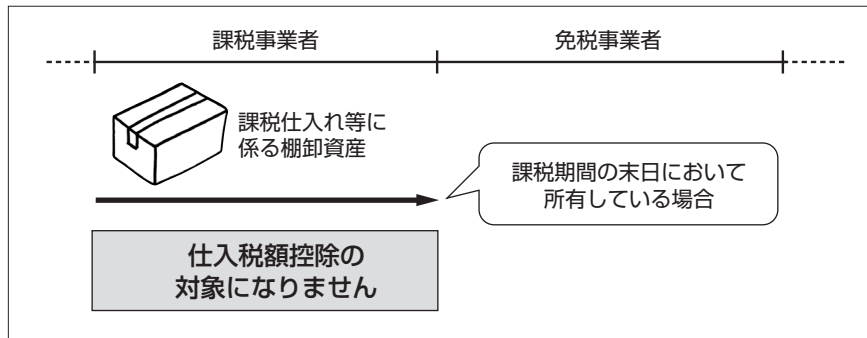 課税事業者
免税事業者
課税仕入れ等に
係る棚卸資産
課税期間の末日において
所有している場合
仕入税額控除の
対象になりません